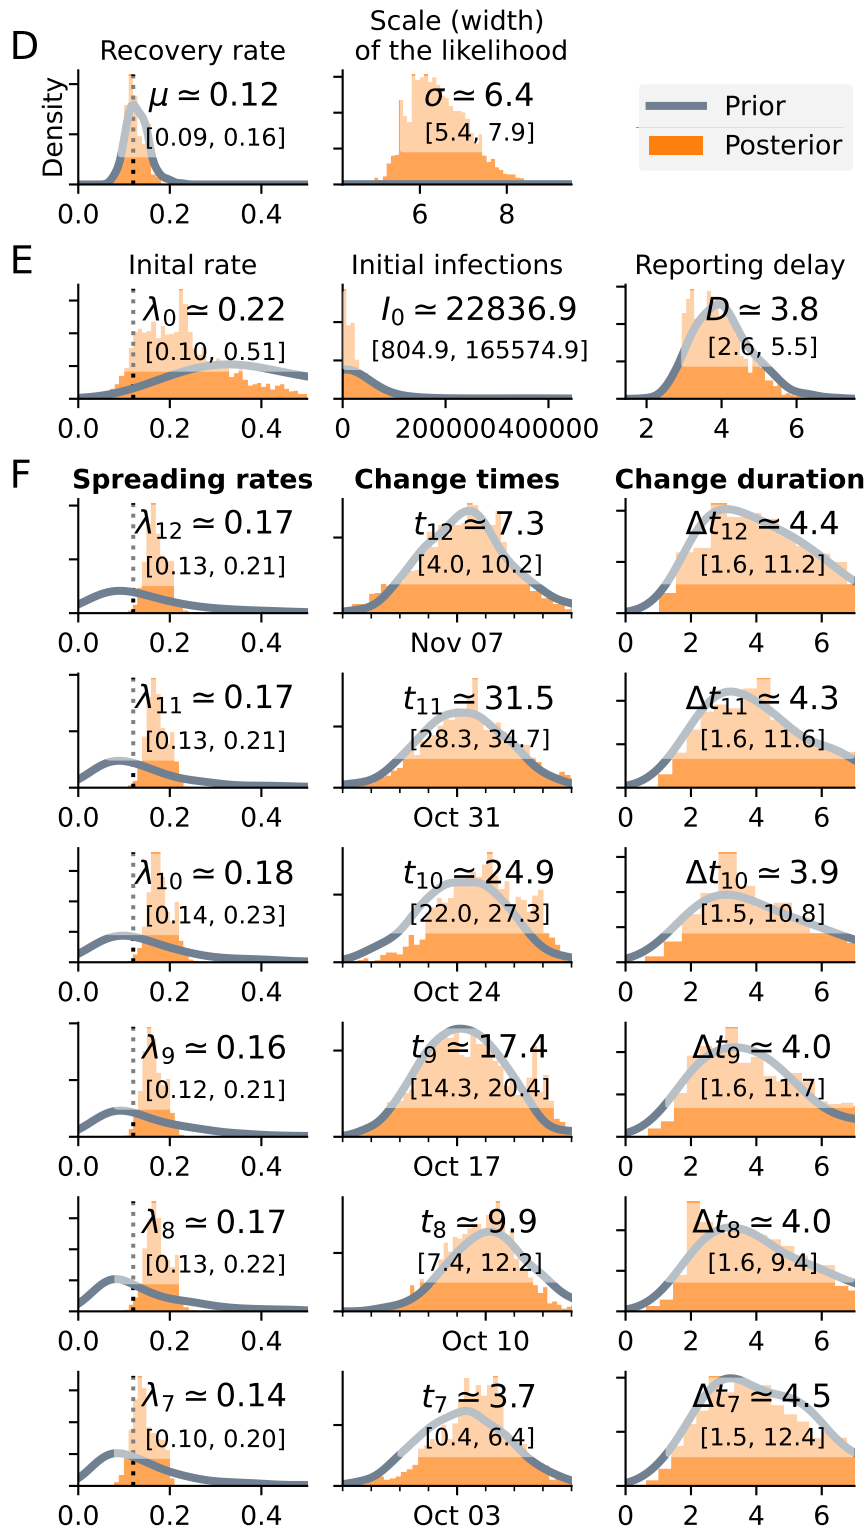 D
Recovery rate
Scale (width)
of the likelihood
Density
μ ≃ 0.12
[0.09, 0.16]
σ ≃ 6.4
[5.4, 7.9]
Prior
Posterior
0.0 0.2 0.4
6 8
E
Inital rate
Initial infections
Reporting delay
λ0 ≃ 0.22
[0.10, 0.51]
I0 ≃ 22836.9
[804.9, 165574.9]
D ≃ 3.8
[2.6, 5.5]
0.0 0.2 0.4
0 200000 400000
2 4 6
F
Spreading rates
Change times
Change duration
λ12 ≃ 0.17
[0.13, 0.21]
t12 ≃ 7.3
[4.0, 10.2]
Δt12 ≃ 4.4
[1.6, 11.2]
0.0 0.2 0.4
Nov 07
0 2 4 6
λ11 ≃ 0.17
[0.13, 0.21]
t11 ≃ 31.5
[28.3, 34.7]
Δt11 ≃ 4.3
[1.6, 11.6]
0.0 0.2 0.4
Oct 31
0 2 4 6
λ10 ≃ 0.18
[0.14, 0.23]
t10 ≃ 24.9
[22.0, 27.3]
Δt10 ≃ 3.9
[1.5, 10.8]
0.0 0.2 0.4
Oct 24
0 2 4 6
λ9 ≃ 0.16
[0.12, 0.21]
t9 ≃ 17.4
[14.3, 20.4]
Δt9 ≃ 4.0
[1.6, 11.7]
0.0 0.2 0.4
Oct 17
0 2 4 6
λ8 ≃ 0.17
[0.13, 0.22]
t8 ≃ 9.9
[7.4, 12.2]
Δt8 ≃ 4.0
[1.6, 9.4]
0.0 0.2 0.4
Oct 10
0 2 4 6
λ7 ≃ 0.14
[0.10, 0.20]
t7 ≃ 3.7
[0.4, 6.4]
Δt7 ≃ 4.5
[1.5, 12.4]
0.0 0.2 0.4
Oct 03
0 2 4 6